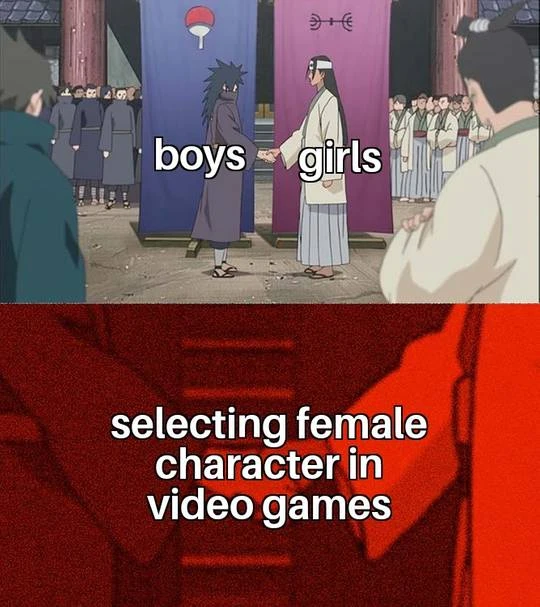 boys
girls
selecting female
character in
video games